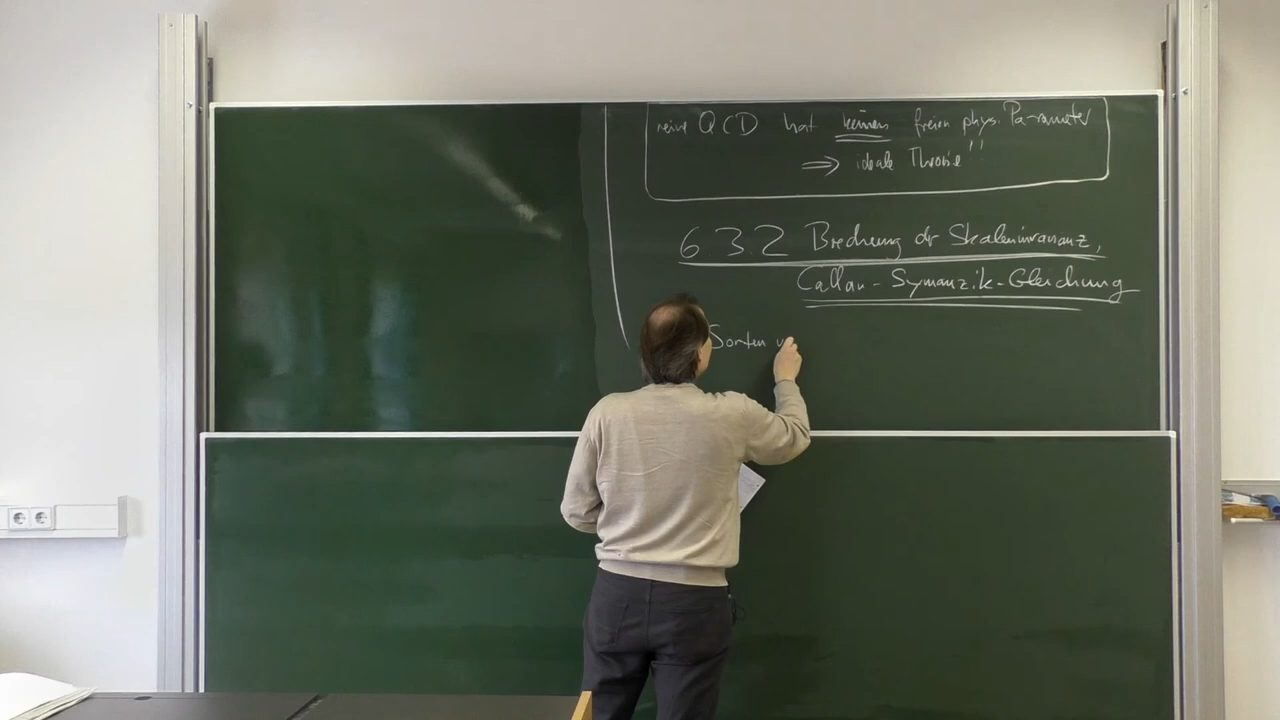 reine QCD hat keinen freien phys. Parameter
⇒ ideale Theorie!!
6 3.2 Brechung der Skaleninvarianz,
Callan-Symanzik-Gleichung
Sorten